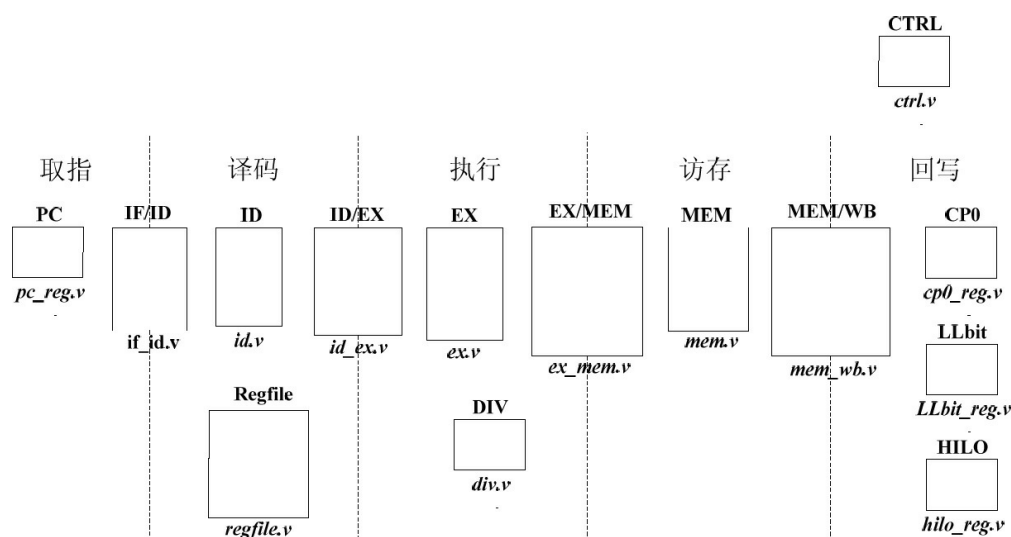 CTRL
ctrl.v
取指
译码
执行
访存
回写
PC
IF/ID
ID
ID/EX
EX
EX/MEM
MEM
MEM/WB
CP0
pc_reg.v
if_id.v
id.v
id_ex.v
ex.v
ex_mem.v
mem.v
mem_wb.v
cp0_reg.v
LLbit
LLbit_reg.v
Regfile
regfile.v
DIV
div.v
HILO
hilo_reg.v